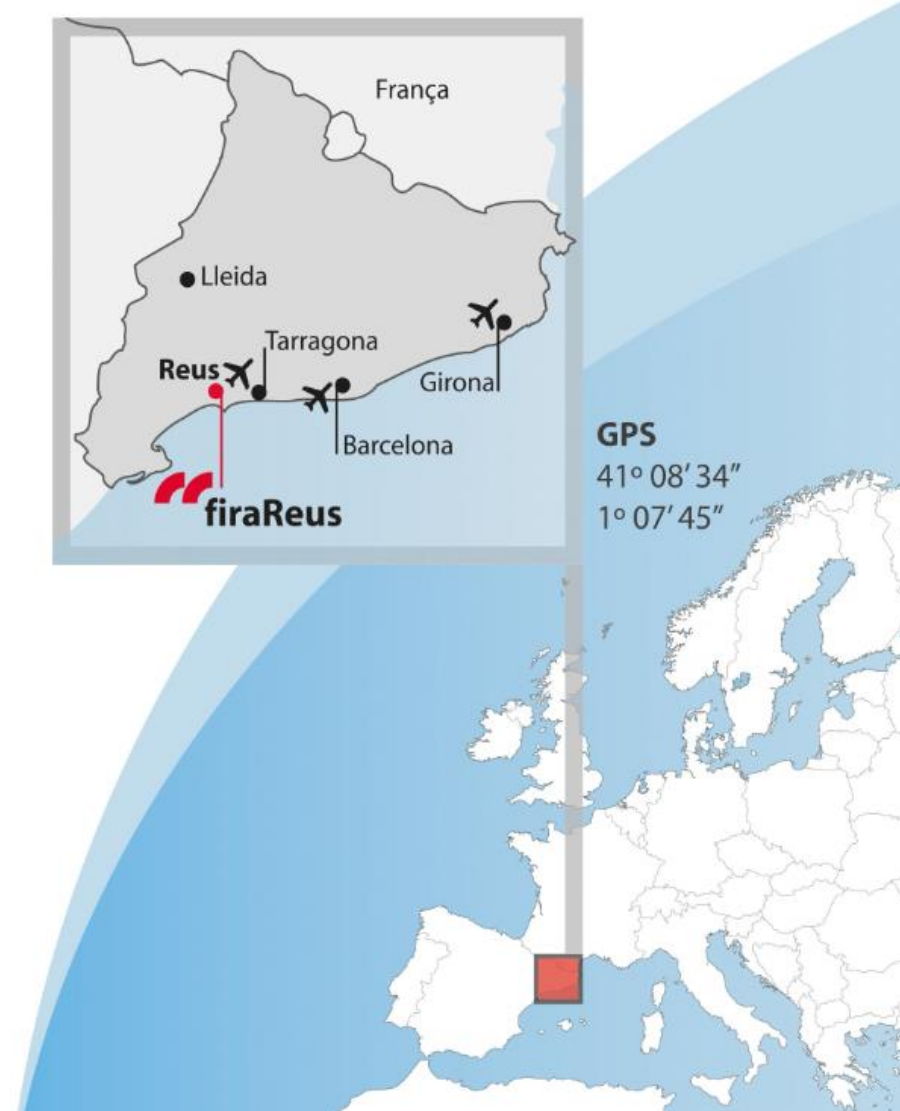 França
Lleida
Tarragona
Reus
Girona
Barcelona
firaReus
GPS
41º 08’ 34”
1º 07’ 45”